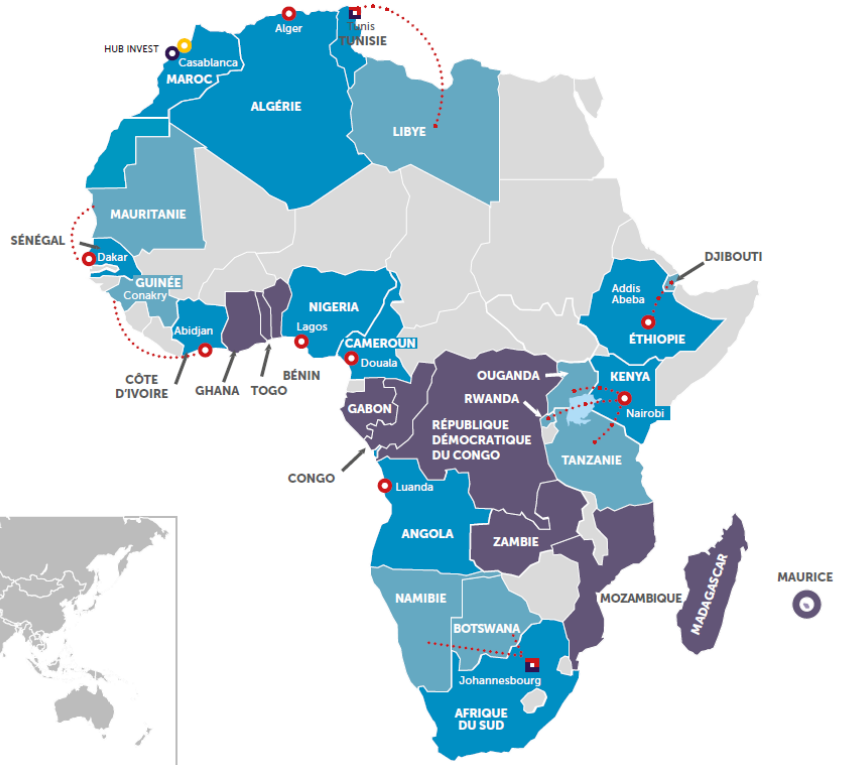 Alger
Tunis
TUNISIE
HUB INVEST
Casablanca
MAROC
ALGÉRIE
LIBYE
MAURITANIE
SÉNÉGAL
Dakar
DJIBOUTI
GUINÉE
Conakry
Addis
Abeba
NIGERIA
Abidjan
Lagos
ÉTHIOPIE
CAMEROUN
Douala
CÔTE
D'IVOIRE
GHANA
TOGO
BÉNIN
OUGANDA
KENYA
RWANDA
GABON
Nairobi
RÉPUBLIQUE
DÉMOCRATIQUE
DU CONGO
TANZANIE
CONGO
Luanda
ANGOLA
ZAMBIE
MAURICE
NAMIBIE
MOZAMBIQUE
MADAGASCAR
BOTSWANA
Johannesbourg
AFRIQUE
DU SUD